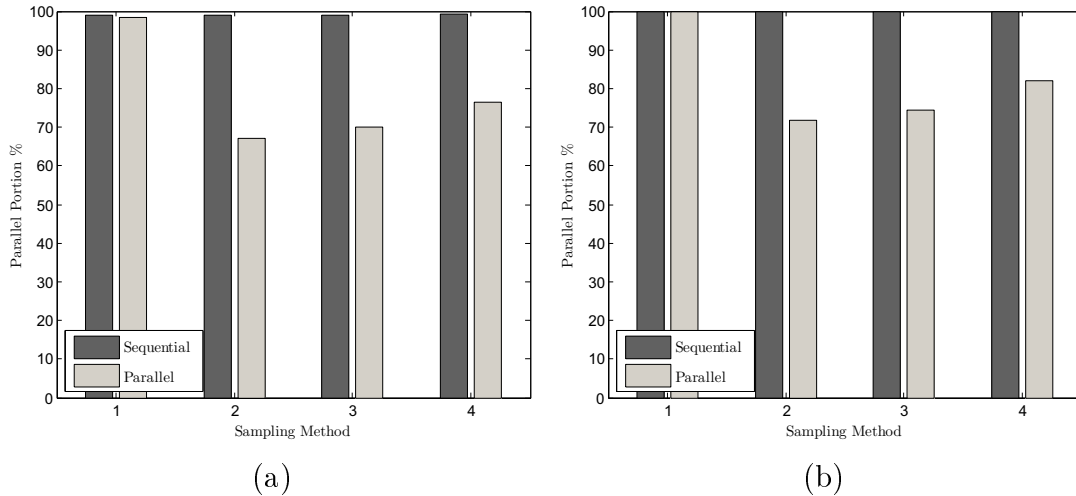 100
90
80
70
60
50
40
30
20
10
0
Parallel Portion %
Sequential
Parallel
1 2 3 4
Sampling Method
(a)
100
90
80
70
60
50
40
30
20
10
0
Parallel Portion %
Sequential
Parallel
1 2 3 4
Sampling Method
(b)